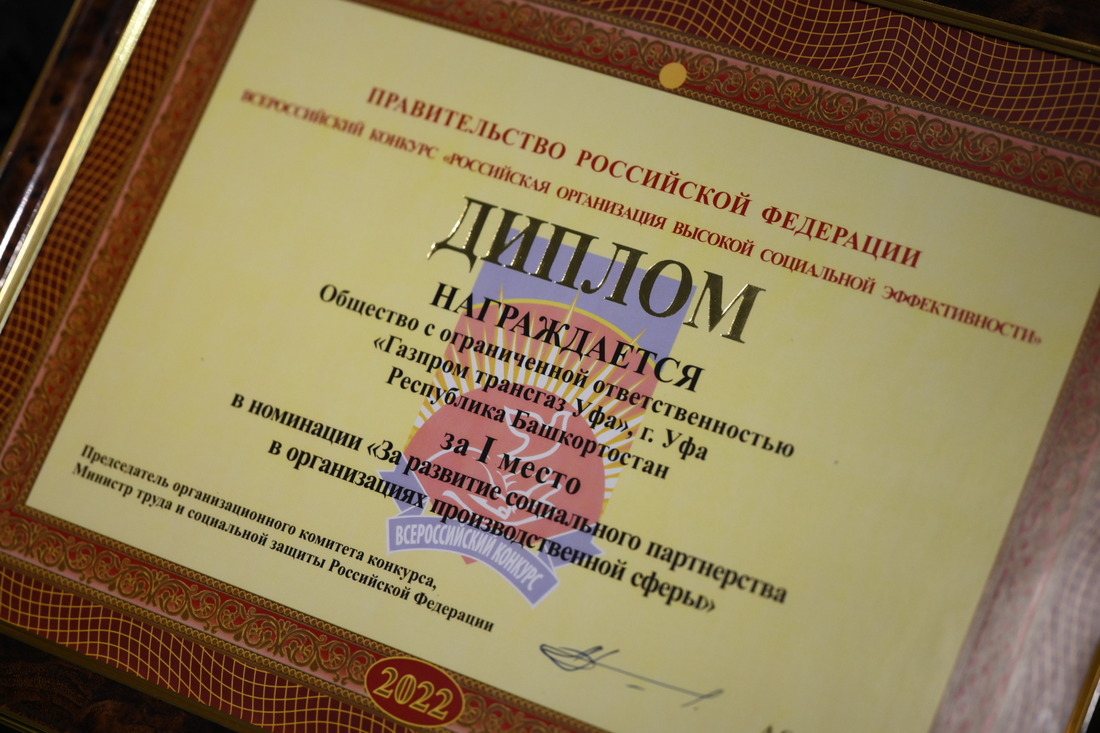 ПРАВИТЕЛЬСТВО РОССИЙСКОЙ ФЕДЕРАЦИИ
ВСЕРОССИЙСКИЙ КОНКУРС «РОССИЙСКАЯ ОРГАНИЗАЦИЯ ВЫСОКОЙ СОЦИАЛЬНОЙ ЭФФЕКТИВНОСТИ»
ДИПЛОМ
НАГРАЖДАЕТСЯ
Общество с ограниченной ответственностью
«Газпром трансгаз Уфа», г. Уфа
Республика Башкортостан
за I место
в номинации «За развитие социального партнерства
в организациях производственной сферы»
ВСЕРОССИЙСКИЙ КОНКУРС
Председатель организационного комитета конкурса,
Министр труда и социальной защиты Российской Федерации
2022